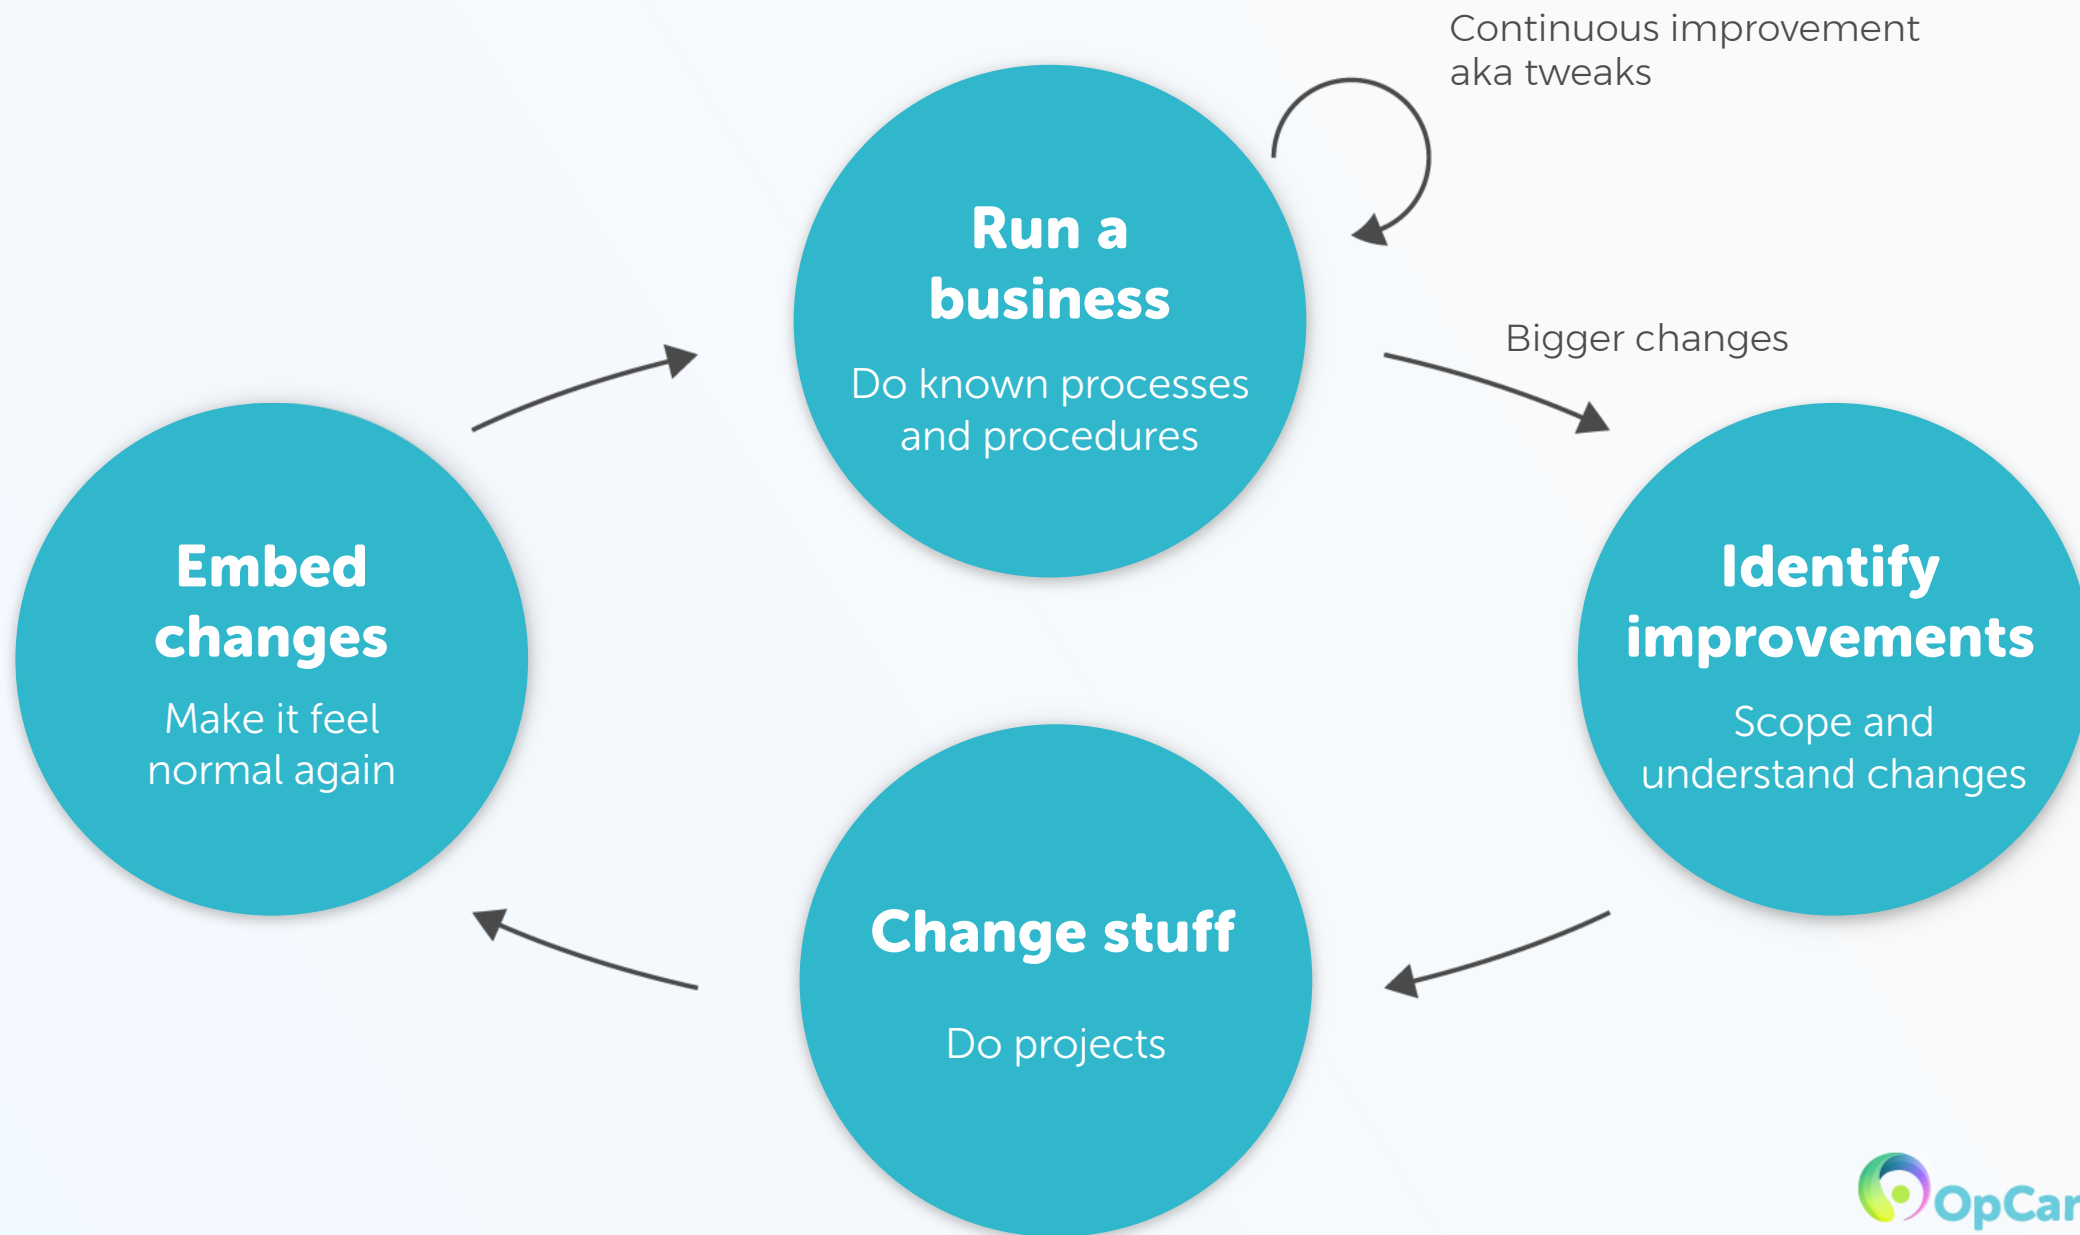 Continuous improvement
aka tweaks
Run a
business
Do known processes
and procedures
Bigger changes
Identify
improvements
Scope and
understand changes
Change stuff
Do projects
Embed
changes
Make it feel
normal again
OpCar